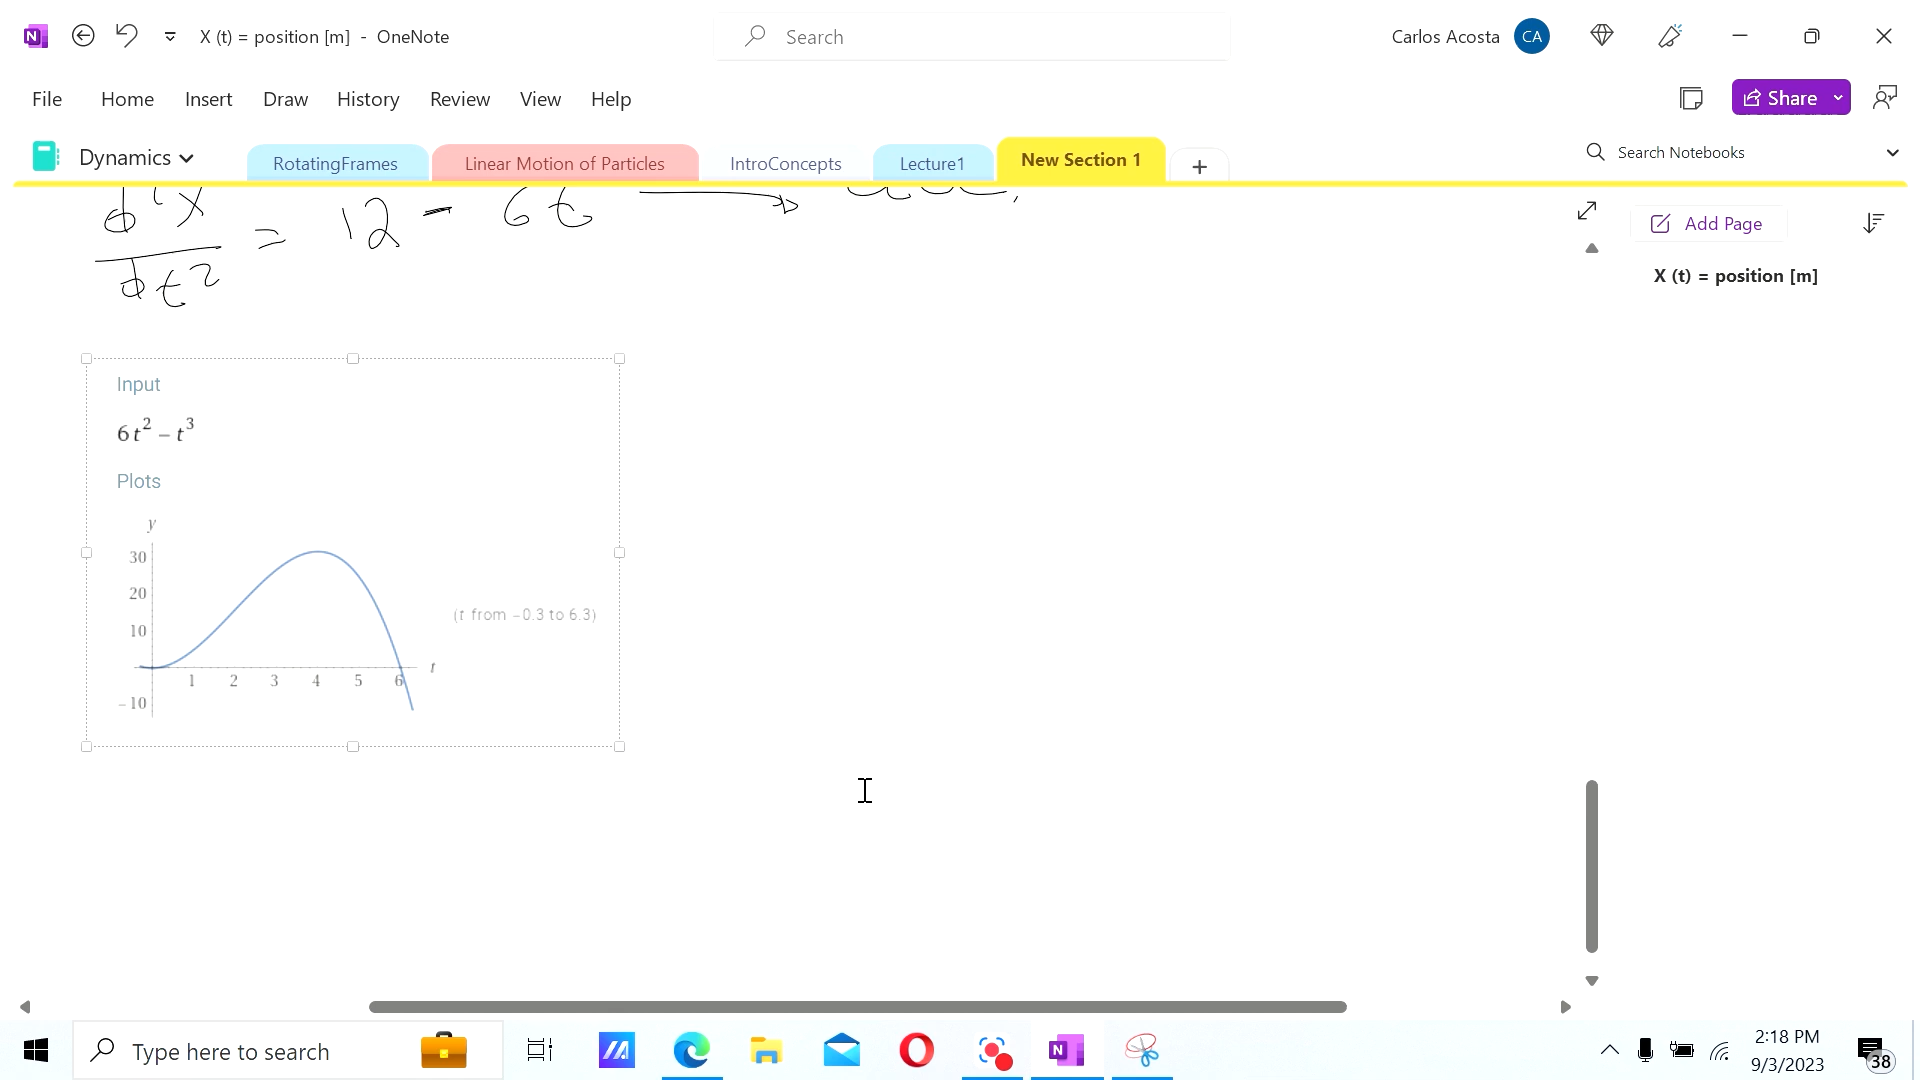 X (t) = position [m] - OneNote
Search
Carlos Acosta CA
File Home Insert Draw History Review View Help
Share
Dynamics
RotatingFrames
Linear Motion of Particles
IntroConcepts
Lecture1
New Section 1
+
Search Notebooks
Add Page
X (t) = position [m]
d²x
dt²
= 12 - 6t
Input
6t² – t³
Plots
y
30
20
10
–10
1 2 3 4 5 6
t
(t from –0.3 to 6.3)
Type here to search
2:18 PM
9/3/2023
38